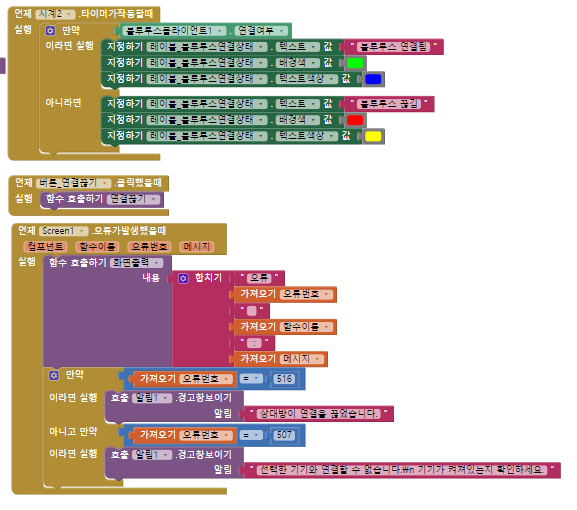 언제 시계2 .타이머가작동할때
실행 만약 블루투스클라이언트1 . 연결여부
이라면 실행 지정하기 레이블_블루투스연결상태 . 텍스트 값 " 블루투스 연결됨 "
지정하기 레이블_블루투스연결상태 . 배경색 값
지정하기 레이블_블루투스연결상태 . 텍스트색상 값
아니라면 지정하기 레이블_블루투스연결상태 . 텍스트 값 " 블루투스 끊김 "
지정하기 레이블_블루투스연결상태 . 배경색 값
지정하기 레이블_블루투스연결상태 . 텍스트색상 값
언제 버튼_연결끊기 .클릭했을때
실행 함수 호출하기 연결끊기
언제 Screen1 .오류가발생했을때
컴포넌트 함수이름 오류번호 메시지
실행 함수 호출하기 화면출력
내용 합치기 " 오류 "
가져오기 오류번호
" "
가져오기 함수이름
" : "
가져오기 메시지
만약 가져오기 오류번호 = 516
이라면 실행 호출 알림1 .경고창보이기
알림 " 상대방이 연결을 끊었습니다. "
아니고 만약 가져오기 오류번호 = 507
이라면 실행 호출 알림1 .경고창보이기
알림 " 선택한 기기와 연결할 수 없습니다.\n 기기가 켜져있는지 확인하세요. "